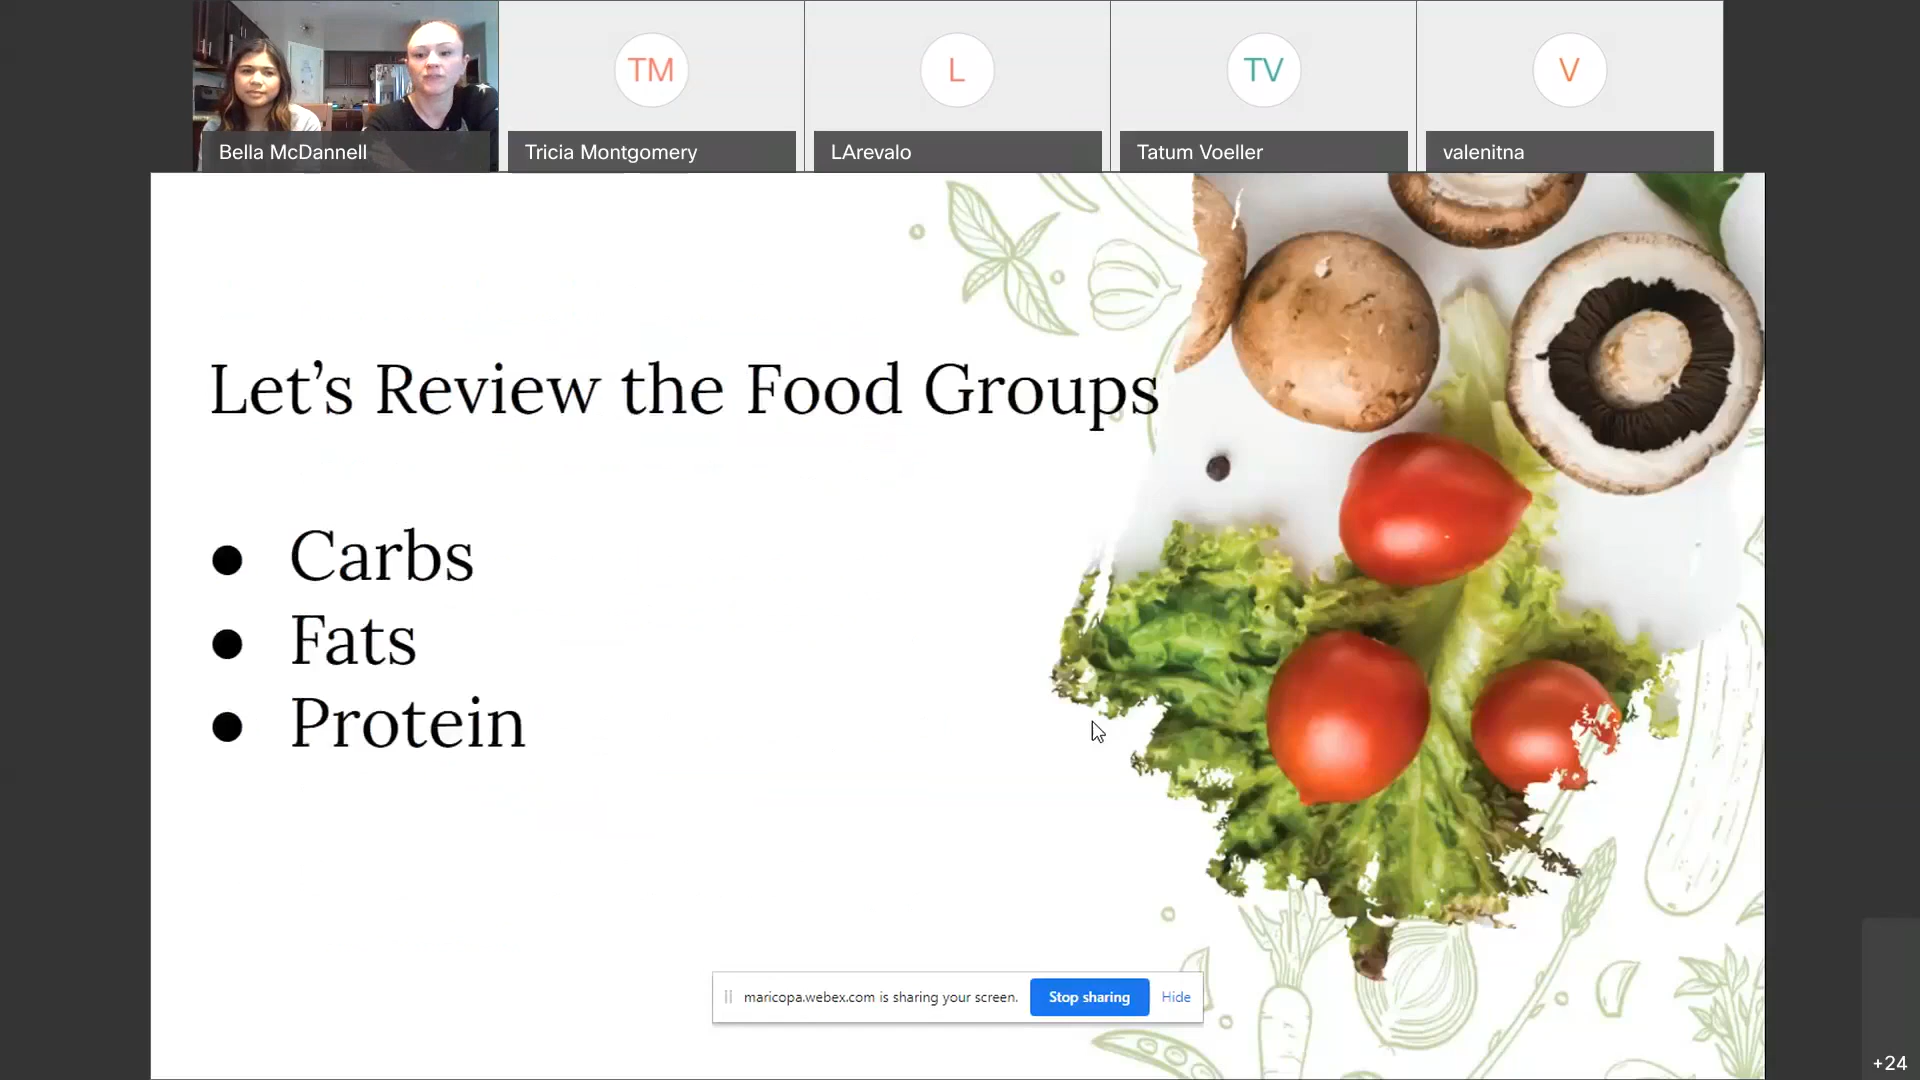 TM
L
TV
V
Bella McDannell
Tricia Montgomery
LArevalo
Tatum Voeller
valenitna
Let’s Review the Food Groups
● Carbs
● Fats
● Protein
maricopa.webex.com is sharing your screen.
Stop sharing
Hide
+24